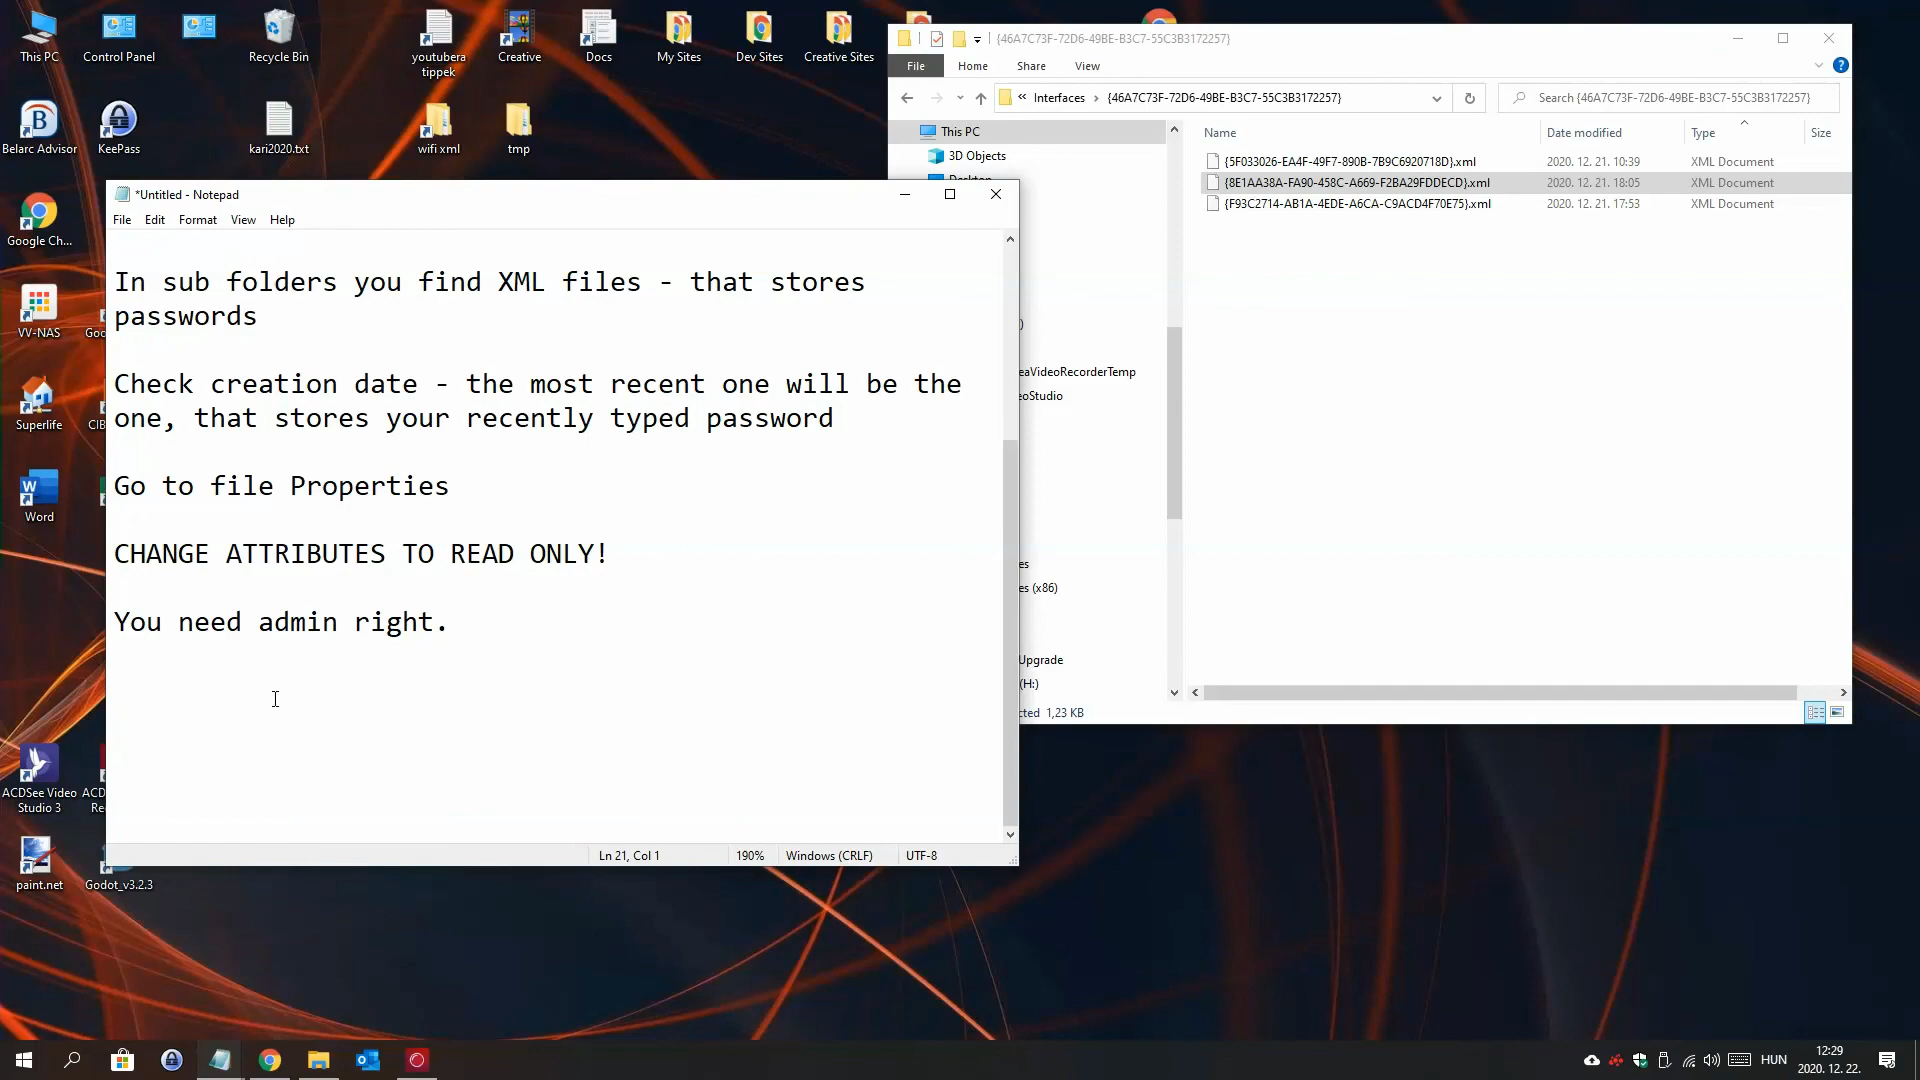 This PC
Control Panel
Recycle Bin
youtubera
tippek
Creative
Docs
My Sites
Dev Sites
Creative Sites
Belarc Advisor
KeePass
kari2020.txt
wifi xml
tmp
Google Ch...
VV-NAS
Goo
Superlife
CIB
Word
ACDSee Video
Studio 3
ACD
Re
paint.net
Godot_v3.2.3
*Untitled - Notepad
File Edit Format View Help
In sub folders you find XML files - that stores
passwords
Check creation date - the most recent one will be the
one, that stores your recently typed password
Go to file Properties
CHANGE ATTRIBUTES TO READ ONLY!
You need admin right.
Ln 21, Col 1 190% Windows (CRLF) UTF-8
{46A7C73F-72D6-49BE-B3C7-55C3B3172257}
File Home Share View
« Interfaces › {46A7C73F-72D6-49BE-B3C7-55C3B3172257}
Search {46A7C73F-72D6-49BE-B3C7-55C3B3172257}
This PC
3D Objects
Desktop
)
eaVideoRecorderTemp
eoStudio
es
es (x86)
Upgrade
(H:)
Name Date modified Type Size
{5F033026-EA4F-49F7-890B-7B9C6920718D}.xml 2020. 12. 21. 10:39 XML Document
{8E1AA38A-FA90-458C-A669-F2BA29FDDECD}.xml 2020. 12. 21. 18:05 XML Document
{F93C2714-AB1A-4EDE-A6CA-C9ACD4F70E75}.xml 2020. 12. 21. 17:53 XML Document
cted 1,23 KB
HUN
12:29
2020. 12. 22.